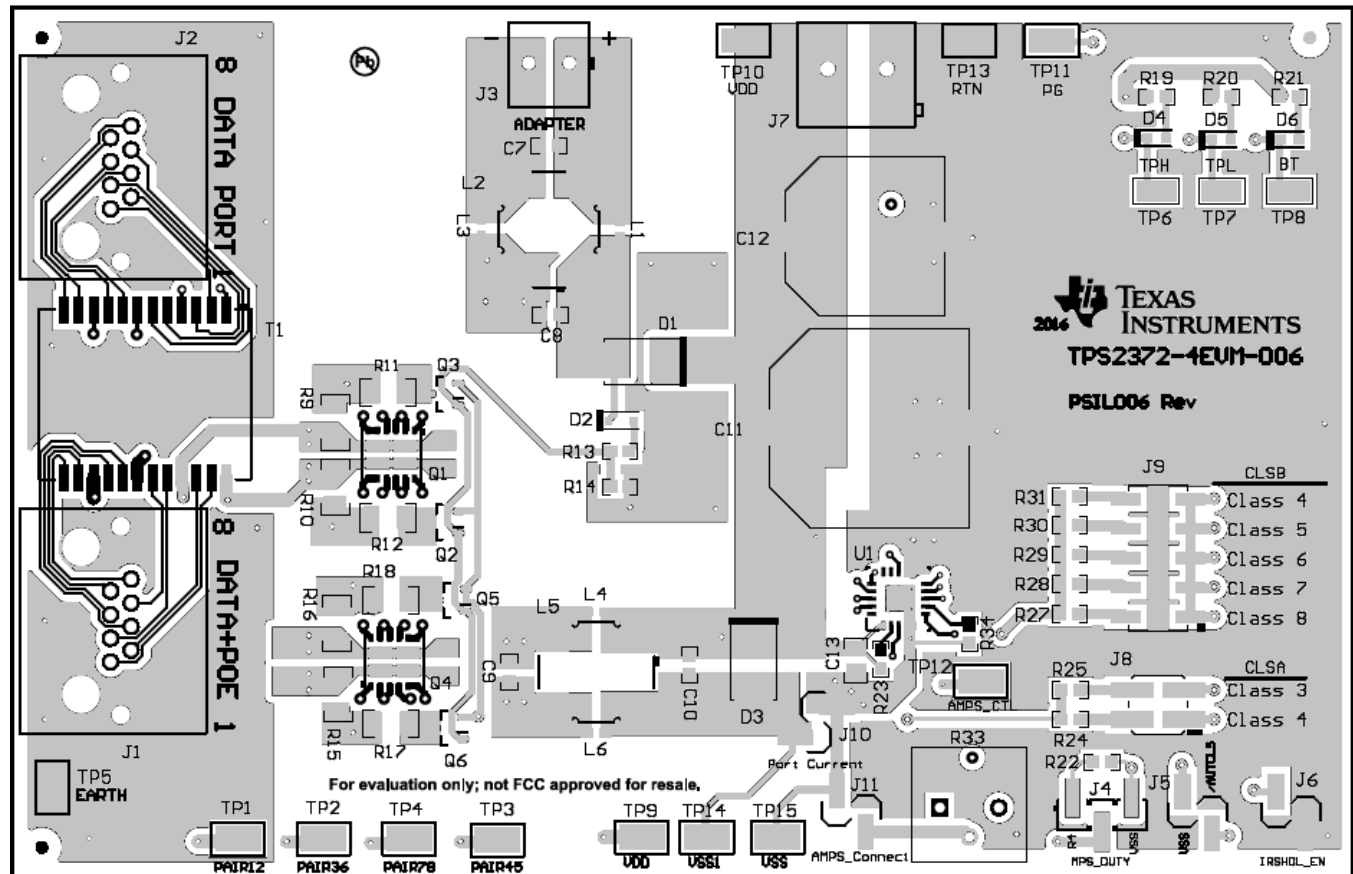 J2
8 DATA PORT 1
Pb
- +
J3
ADAPTER
C7
L2
L3
L1
C8
TP10
VDD
J7
TP13
RTN
TP11
PG
R19 R20 R21
D4 D5 D6
TPH TPL BT
TP6 TP7 TP8
C12
TEXAS
INSTRUMENTS
2016
TPS2372-4EVM-006
PSIL006 Rev
T1
D1
R11 Q3
R9
D2
C11
R13
R14
Q1
R10
R12
Q2
J9
CLSB
R31 Class 4
R30 Class 5
R29 Class 6
R28 Class 7
R27 Class 8
U1
8 DATA+POE 1
J1
R18
R16
Q5
L5 L4
C9
C10
Q4
D3
C13
R23
R34
TP12
AMPS_CTL
J8
CLSA
R25 Class 3
Class 4
R24
R15
R17
Q6
L6
J10
Port Current
R33
R22
J4
J5
J6
TP5
EARTH
For evaluation only; not FCC approved for resale.
J11
AMPS_Connect
TP1 TP2 TP4 TP3
PAIR12 PAIR36 PAIR78 PAIR45
TP9 TP14 TP15
VDD VSS1 VSS
VSS
MPS_DUTY
VSS
AUTCLS
IRSHDL_EN